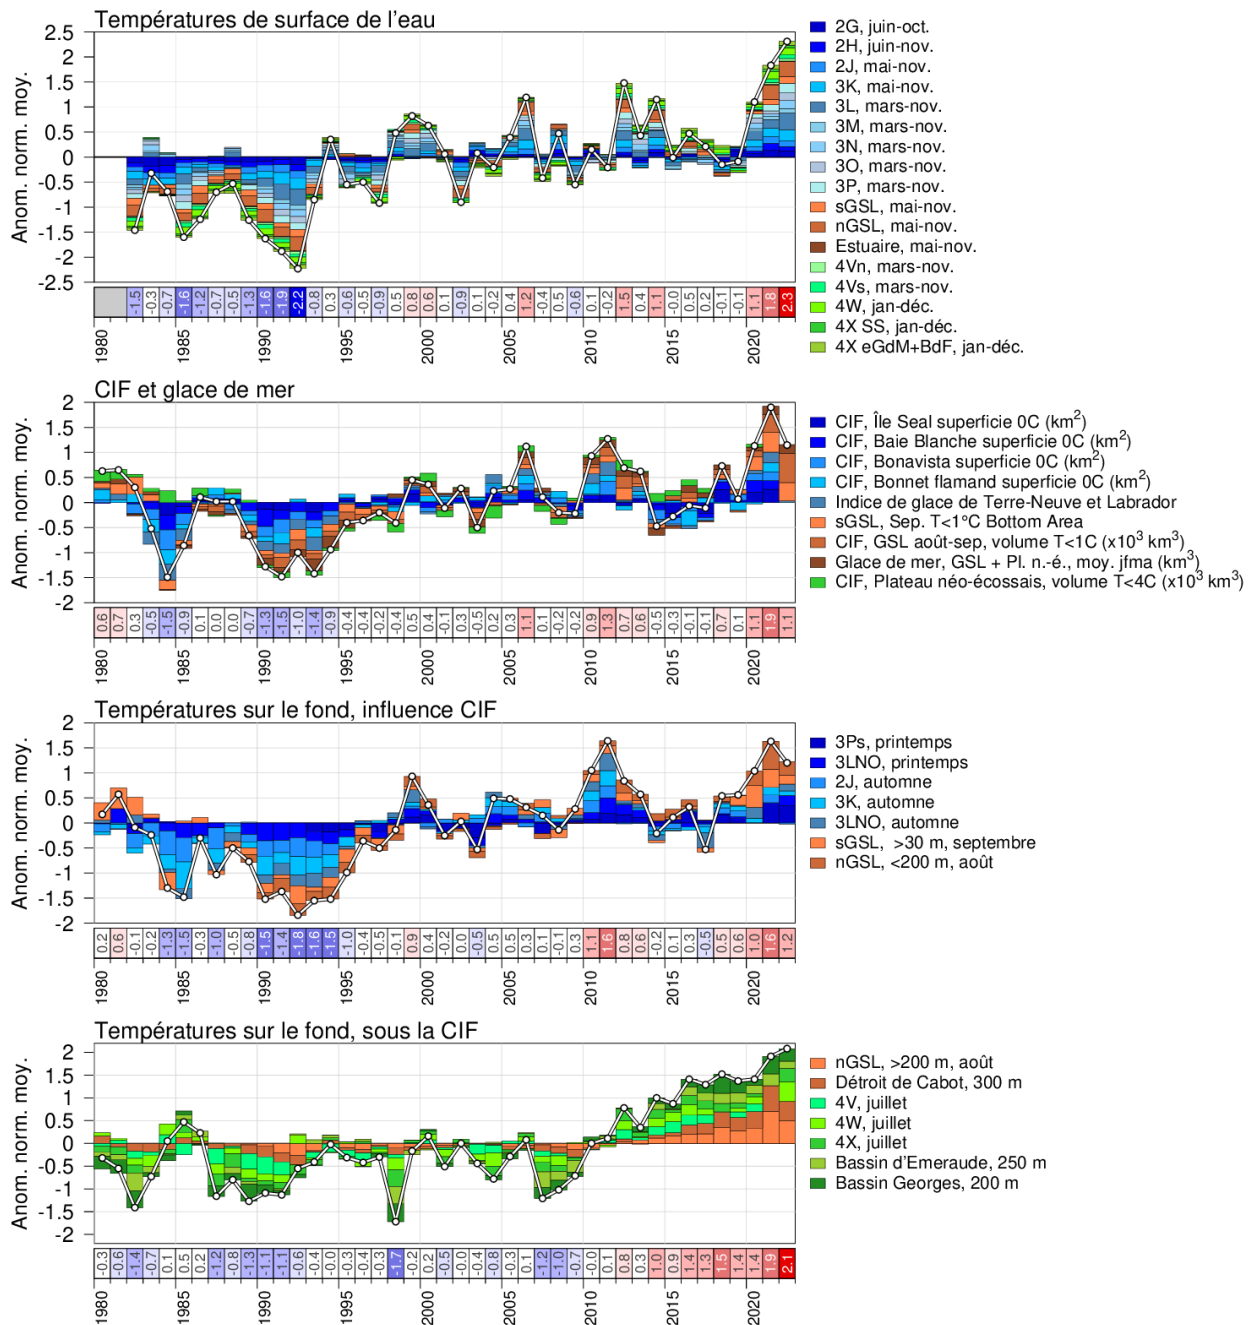 Températures de surface de l'eau
Anom. norm. moy.
2.5
2
1.5
1
0.5
0
-0.5
-1
-1.5
-2
-2.5
-1.5 -0.3 -0.7 -1.6 -1.2 -0.7 -0.5 -1.3 -1.6 -1.9 -2.2 -0.8 0.3 -0.6 -0.5 -0.9 0.5 0.8 0.6 0.1 -0.9 0.1 -0.2 0.4 1.2 -0.4 0.5 -0.6 0.1 -0.2 1.5 0.4 1.1 -0.0 0.5 0.2 -0.1 -0.1 1.1 1.8 2.3
1980 1985 1990 1995 2000 2005 2010 2015 2020
2G, juin-oct.
2H, juin-nov.
2J, mai-nov.
3K, mai-nov.
3L, mars-nov.
3M, mars-nov.
3N, mars-nov.
3O, mars-nov.
3P, mars-nov.
sGSL, mai-nov.
nGSL, mai-nov.
Estuaire, mai-nov.
4Vn, mars-nov.
4Vs, mars-nov.
4W, jan-déc.
4X SS, jan-déc.
4X eGdM+BdF, jan-déc.
CIF et glace de mer
Anom. norm. moy.
2
1.5
1
0.5
0
-0.5
-1
-1.5
-2
0.6 0.7 0.3 -0.5 -1.5 -0.9 0.1 0.0 0.0 -0.7 -1.3 -1.5 -1.0 -1.4 -0.9 -0.4 -0.4 -0.2 -0.4 0.5 0.4 -0.1 0.3 -0.5 0.2 0.3 1.1 0.1 -0.2 -0.2 0.9 1.3 0.7 0.6 -0.5 -0.3 -0.1 -0.1 0.7 0.1 1.1 1.9 1.1
1980 1985 1990 1995 2000 2005 2010 2015 2020
CIF, Île Seal superficie 0C (km²)
CIF, Baie Blanche superficie 0C (km²)
CIF, Bonavista superficie 0C (km²)
CIF, Bonnet flamand superficie 0C (km²)
Indice de glace de Terre-Neuve et Labrador
sGSL, Sep. T<1°C Bottom Area
CIF, GSL août-sep, volume T<1C (x10³ km³)
Glace de mer, GSL + Pl. n.-é., moy. jfma (km³)
CIF, Plateau néo-écossais, volume T<4C (x10³ km³)
Températures sur le fond, influence CIF
Anom. norm. moy.
2
1.5
1
0.5
0
-0.5
-1
-1.5
-2
0.2 0.6 -0.1 -0.2 -1.3 -1.5 -0.3 -1.0 -0.5 -0.8 -1.5 -1.4 -1.8 -1.6 -1.5 -1.0 -0.4 -0.5 -0.1 0.9 0.4 -0.2 0.0 -0.5 0.5 0.5 0.3 0.1 -0.1 0.3 1.1 1.6 0.8 0.6 -0.2 0.1 0.3 -0.5 0.5 0.6 1.0 1.6 1.2
1980 1985 1990 1995 2000 2005 2010 2015 2020
3Ps, printemps
3LNO, printemps
2J, automne
3K, automne
3LNO, automne
sGSL, >30 m, septembre
nGSL, <200 m, août
Températures sur le fond, sous la CIF
Anom. norm. moy.
2
1.5
1
0.5
0
-0.5
-1
-1.5
-2
-0.3 -0.6 -1.4 -0.7 0.1 0.5 0.2 -1.2 -0.8 -1.3 -1.1 -1.1 -0.6 -0.4 -0.0 -0.3 -0.4 -0.3 -1.7 -0.2 0.2 -0.5 0.0 -0.4 -0.8 -0.3 0.1 -1.2 -1.0 -0.7 -0.0 0.1 0.8 0.3 1.0 0.9 1.4 1.3 1.5 1.4 1.4 1.9 2.1
1980 1985 1990 1995 2000 2005 2010 2015 2020
nGSL, >200 m, août
Détroit de Cabot, 300 m
4V, juillet
4W, juillet
4X, juillet
Bassin d'Emeraude, 250 m
Bassin Georges, 200 m